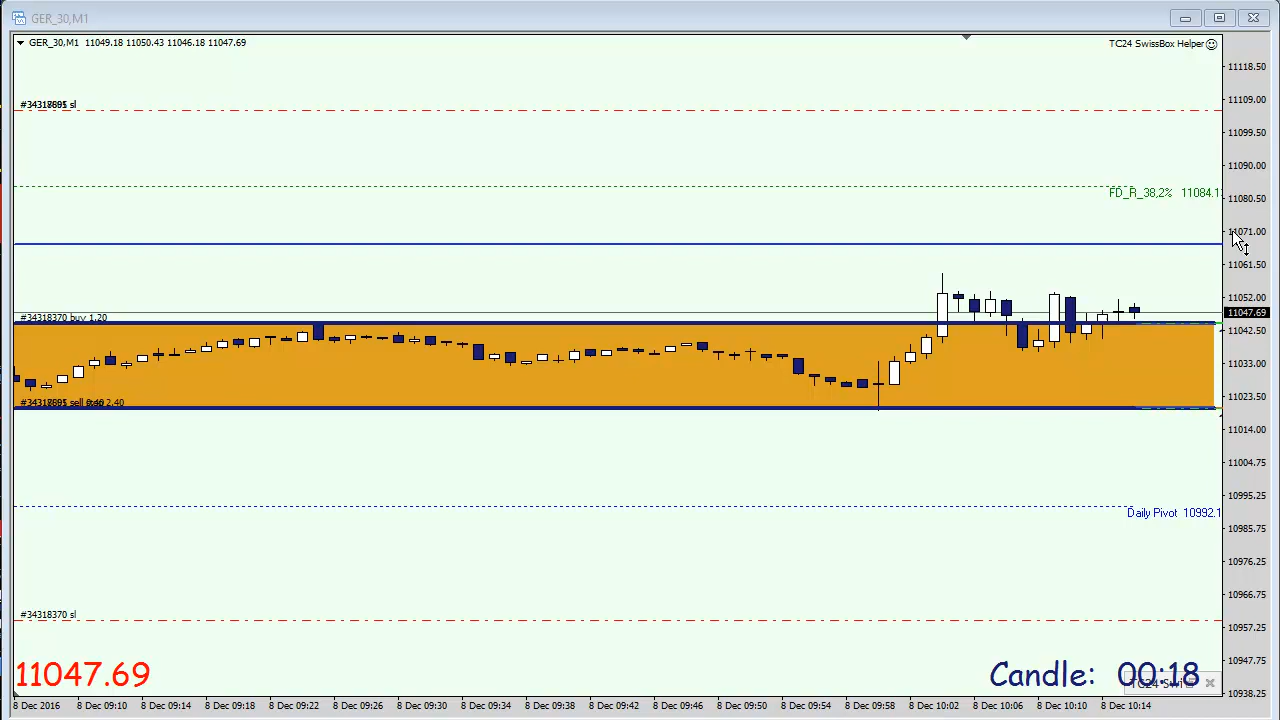 GER_30,M1
GER_30,M1 11049.18 11050.43 11046.18 11047.69
TC24 SwissBox Helper
11118.50
sl
11109.00
11099.50
11090.00
FD_R_38,2% 11084.1
11080.50
11071.00
11061.50
11052.00
#34318370 buy 1.20
11047.69
11042.50
11033.00
11023.50
sell 2.40
11014.00
11004.75
10995.25
Daily Pivot 10992.1
10985.75
10976.25
10966.75
#34318370 sl
10957.25
10947.75
11047.69
Candle: 00:18
10938.25
8 Dec 2016 8 Dec 09:10 8 Dec 09:14 8 Dec 09:18 8 Dec 09:22 8 Dec 09:26 8 Dec 09:30 8 Dec 09:34 8 Dec 09:38 8 Dec 09:42 8 Dec 09:46 8 Dec 09:50 8 Dec 09:54 8 Dec 09:58 8 Dec 10:02 8 Dec 10:06 8 Dec 10:10 8 Dec 10:14